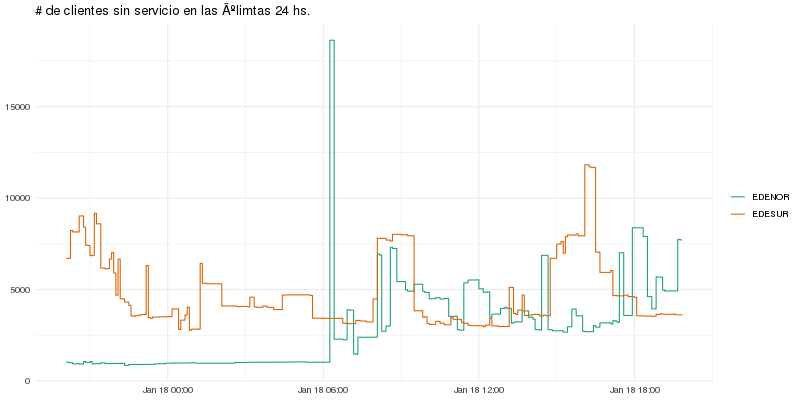 # de clientes sin servicio en las Ãºlimtas 24 hs.
15000
10000
5000
0
Jan 18 00:00
Jan 18 06:00
Jan 18 12:00
Jan 18 18:00
EDENOR
EDESUR